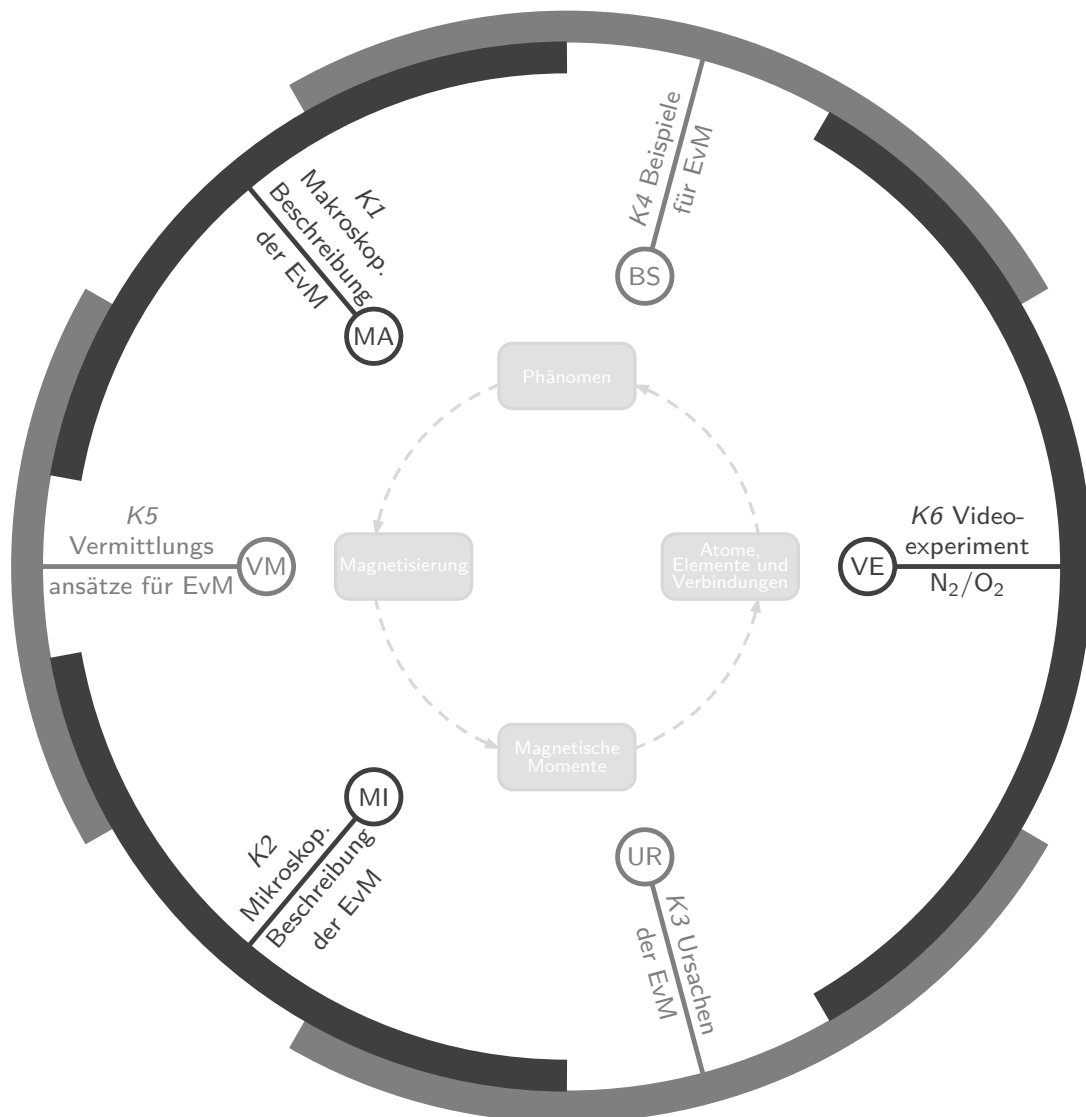 K4 Beispiele
für EvM
BS
K1
Makroskop.
Beschreibung
der EvM
MA
Phänomen
K5
Vermittlungs
ansätze für EvM
VM
Magnetisierung
Atome,
Elemente und
Verbindungen
VE
K6 Video-
experiment
N₂/O₂
Magnetische
Momente
MI
K2
Mikroskop.
Beschreibung
der EvM
UR
K3 Ursachen
der EvM